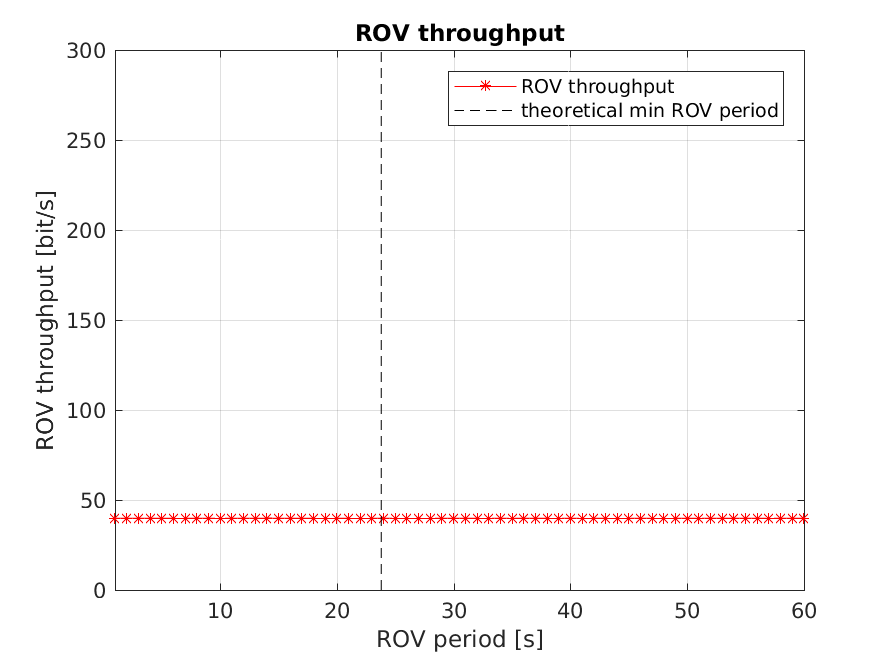 ROV throughput
300
250
200
150
100
50
0
ROV throughput [bit/s]
ROV throughput
theoretical min ROV period
10
20
30
40
50
60
ROV period [s]